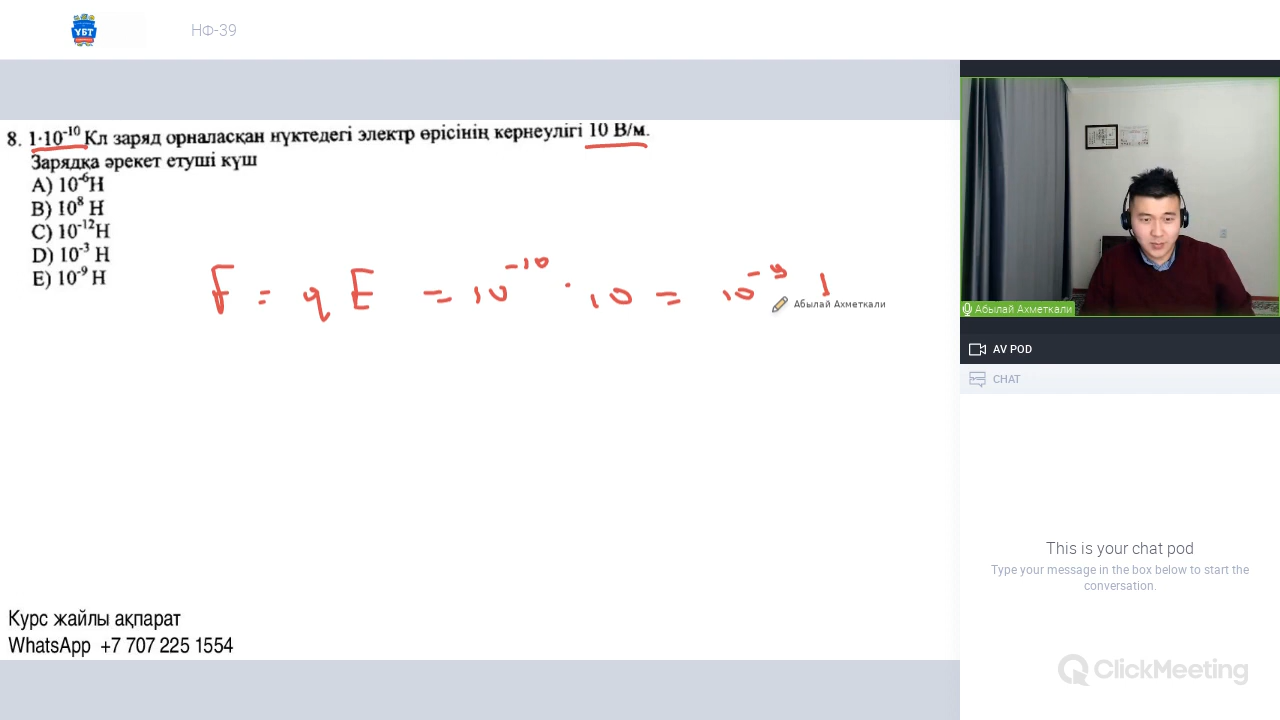 ҰБТ
НФ-39
8. 1·10⁻¹⁰ Кл заряд орналасқан нүктедегі электр өрісінің кернеулігі 10 В/м.
Зарядқа әрекет етуші күш
A) 10⁻⁶Н
B) 10⁸ Н
C) 10⁻¹²Н
D) 10⁻³ Н
E) 10⁻⁹ Н
F = qE = 10⁻¹⁰ · 10 = 10⁻⁹
Абылай Ахметкали
Курс жайлы ақпарат
WhatsApp +7 707 225 1554
Абылай Ахметкали
AV POD
CHAT
This is your chat pod
Type your message in the box below to start the
conversation.
ClickMeeting